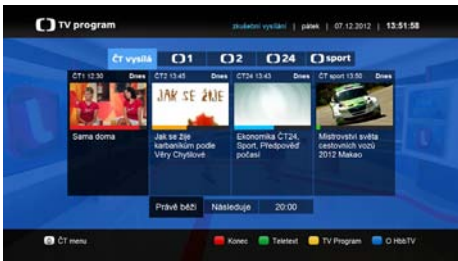 TV program
zkušební vysílání | pátek | 07.12.2012 | 13:51:58
ČT vysílá 1 2 24 sport
ČT1 12:30 Dnes
ČT2 13:45 Dnes
ČT24 13:43 Dnes
ČT sport 13:50 Dnes
JAK SE ŽIJE
Sama doma
Jak se žije
karbaníkům podle
Věry Chytilové
Ekonomika ČT24,
Sport, Předpověď
počasí
Mistrovství světa
cestovních vozů
2012 Makao
Právě běží Následuje 20:00
ČT menu Konec Teletext TV Program O HbbTV